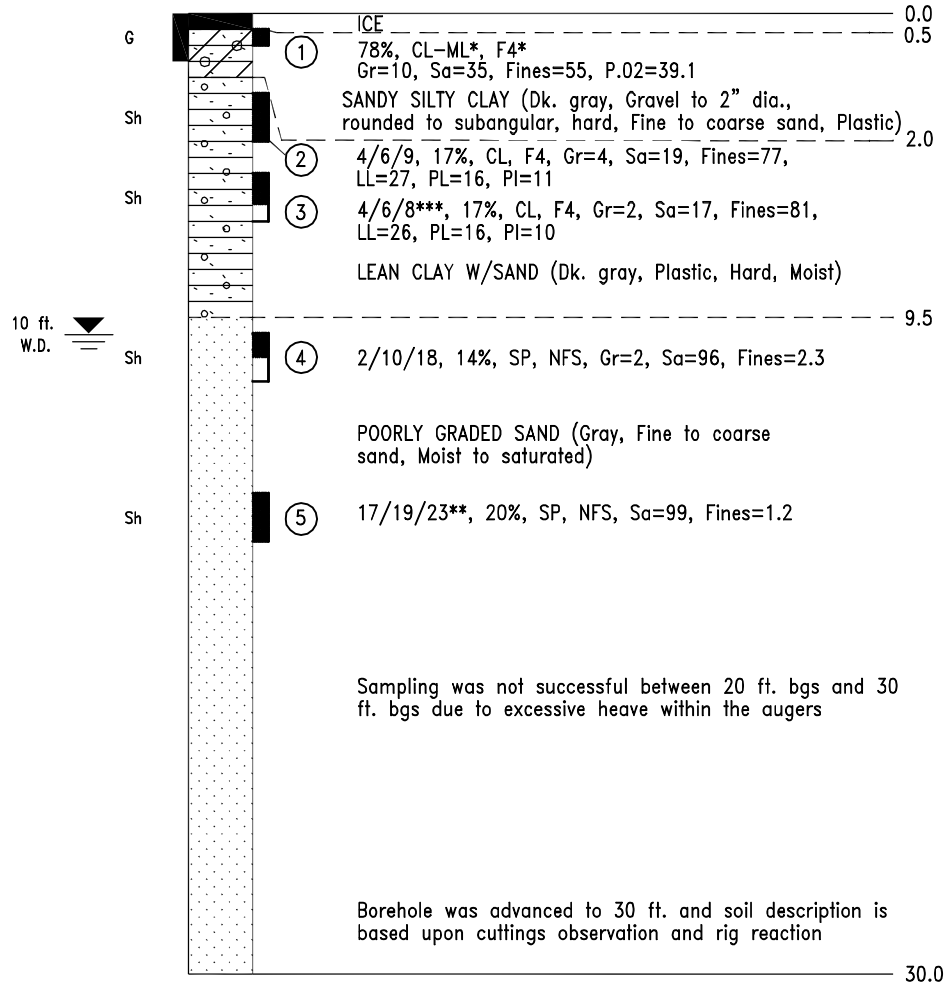 ICE
0.0
0.5
G
1
78%, CL-ML*, F4*
Gr=10, Sa=35, Fines=55, P.02=39.1
SANDY SILTY CLAY (Dk. gray, Gravel to 2" dia.,
rounded to subangular, hard, Fine to coarse sand, Plastic)
Sh
2.0
2
4/6/9, 17%, CL, F4, Gr=4, Sa=19, Fines=77,
LL=27, PL=16, PI=11
Sh
3
4/6/8***, 17%, CL, F4, Gr=2, Sa=17, Fines=81,
LL=26, PL=16, PI=10
LEAN CLAY W/SAND (Dk. gray, Plastic, Hard, Moist)
9.5
10 ft.
W.D.
Sh
4
2/10/18, 14%, SP, NFS, Gr=2, Sa=96, Fines=2.3
POORLY GRADED SAND (Gray, Fine to coarse
sand, Moist to saturated)
Sh
5
17/19/23**, 20%, SP, NFS, Sa=99, Fines=1.2
Sampling was not successful between 20 ft. bgs and 30
ft. bgs due to excessive heave within the augers
Borehole was advanced to 30 ft. and soil description is
based upon cuttings observation and rig reaction
30.0